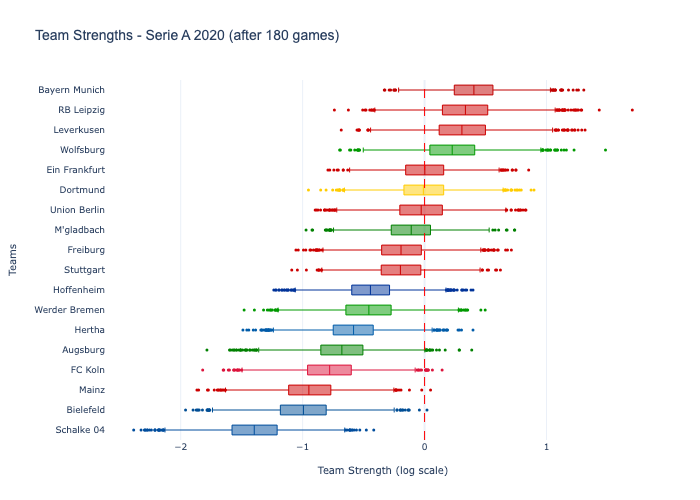 Team Strengths - Serie A 2020 (after 180 games)
Bayern Munich
RB Leipzig
Leverkusen
Wolfsburg
Ein Frankfurt
Dortmund
Union Berlin
M'gladbach
Freiburg
Stuttgart
Hoffenheim
Werder Bremen
Hertha
Augsburg
FC Koln
Mainz
Bielefeld
Schalke 04
Teams
−2 −1 0 1
Team Strength (log scale)